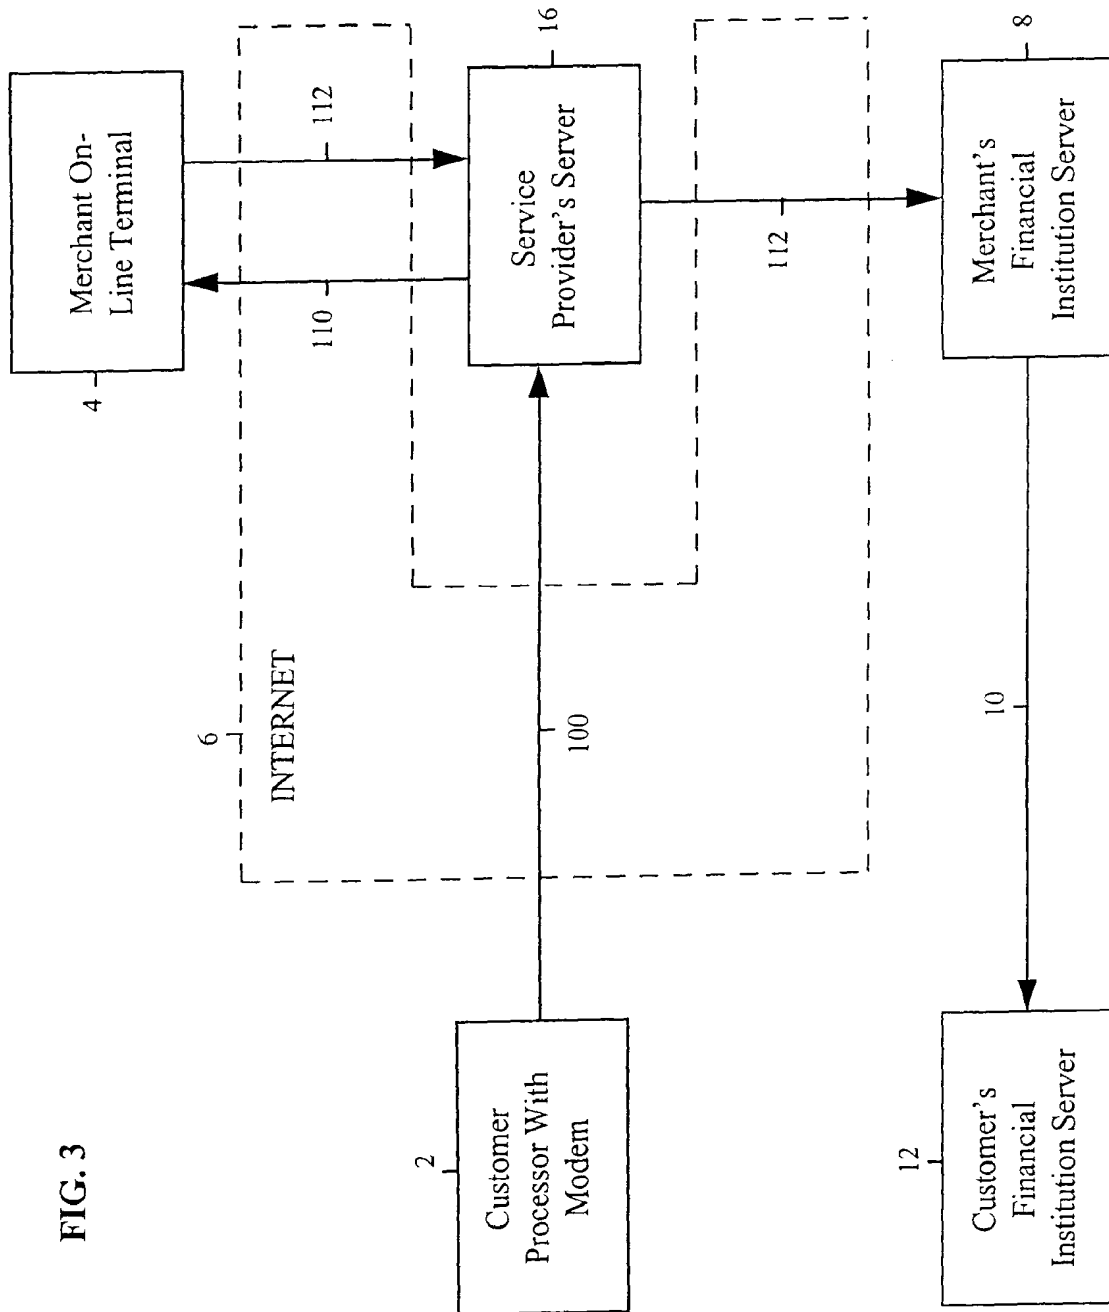 FIG. 3
2
Customer
Processor With
Modem
12
Customer's
Financial
Institution Server
6
INTERNET
100
10
4
Merchant On-
Line Terminal
110
112
Service
Provider's Server
16
112
Merchant's
Financial
Institution Server
8